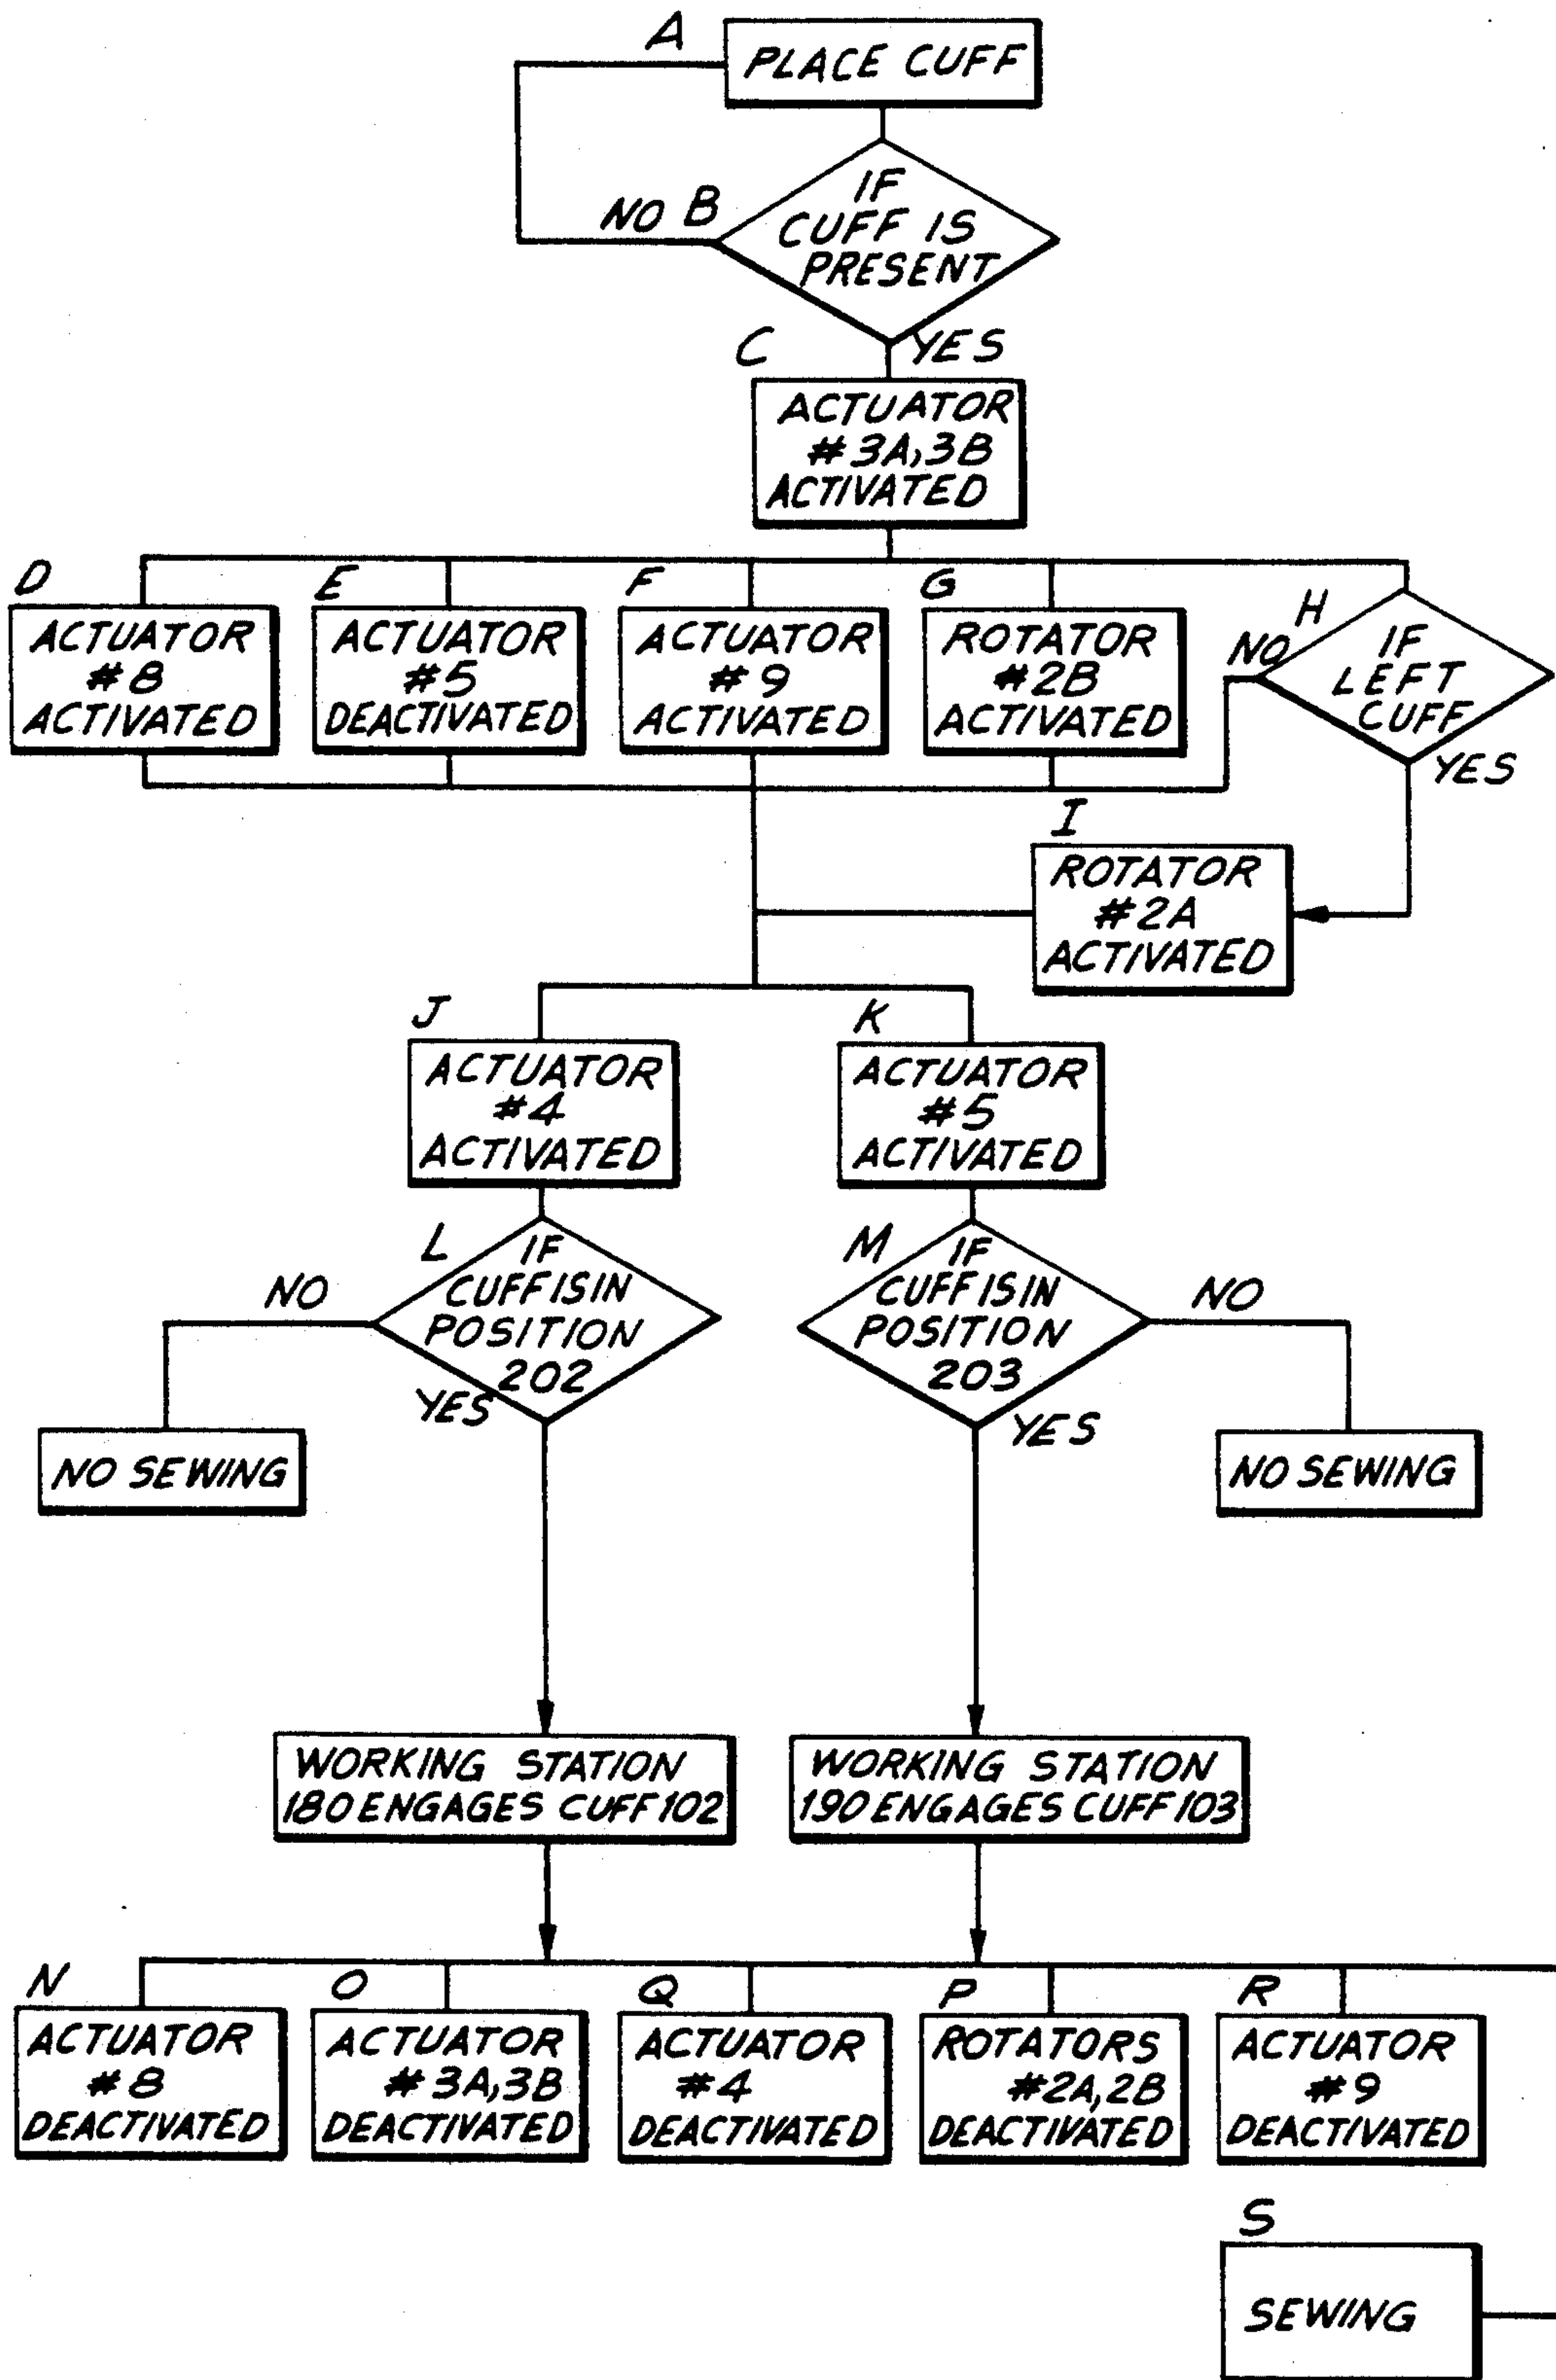 A
PLACE CUFF
NO B
IF
CUFF IS
PRESENT
C
YES
ACTUATOR
#3A,3B
ACTIVATED
D
ACTUATOR
#8
ACTIVATED
E
ACTUATOR
#5
DEACTIVATED
F
ACTUATOR
#9
ACTIVATED
G
ROTATOR
#2B
ACTIVATED
H
NO
IF
LEFT
CUFF
YES
I
ROTATOR
#2A
ACTIVATED
J
ACTUATOR
#4
ACTIVATED
K
ACTUATOR
#5
ACTIVATED
L
IF
CUFF IS IN
POSITION
202
NO
YES
M
IF
CUFF IS IN
POSITION
203
NO
YES
NO SEWING
NO SEWING
WORKING STATION
180 ENGAGES CUFF 102
WORKING STATION
190 ENGAGES CUFF 103
N
ACTUATOR
#8
DEACTIVATED
O
ACTUATOR
#3A,3B
DEACTIVATED
Q
ACTUATOR
#4
DEACTIVATED
P
ROTATORS
#2A,2B
DEACTIVATED
R
ACTUATOR
#9
DEACTIVATED
S
SEWING